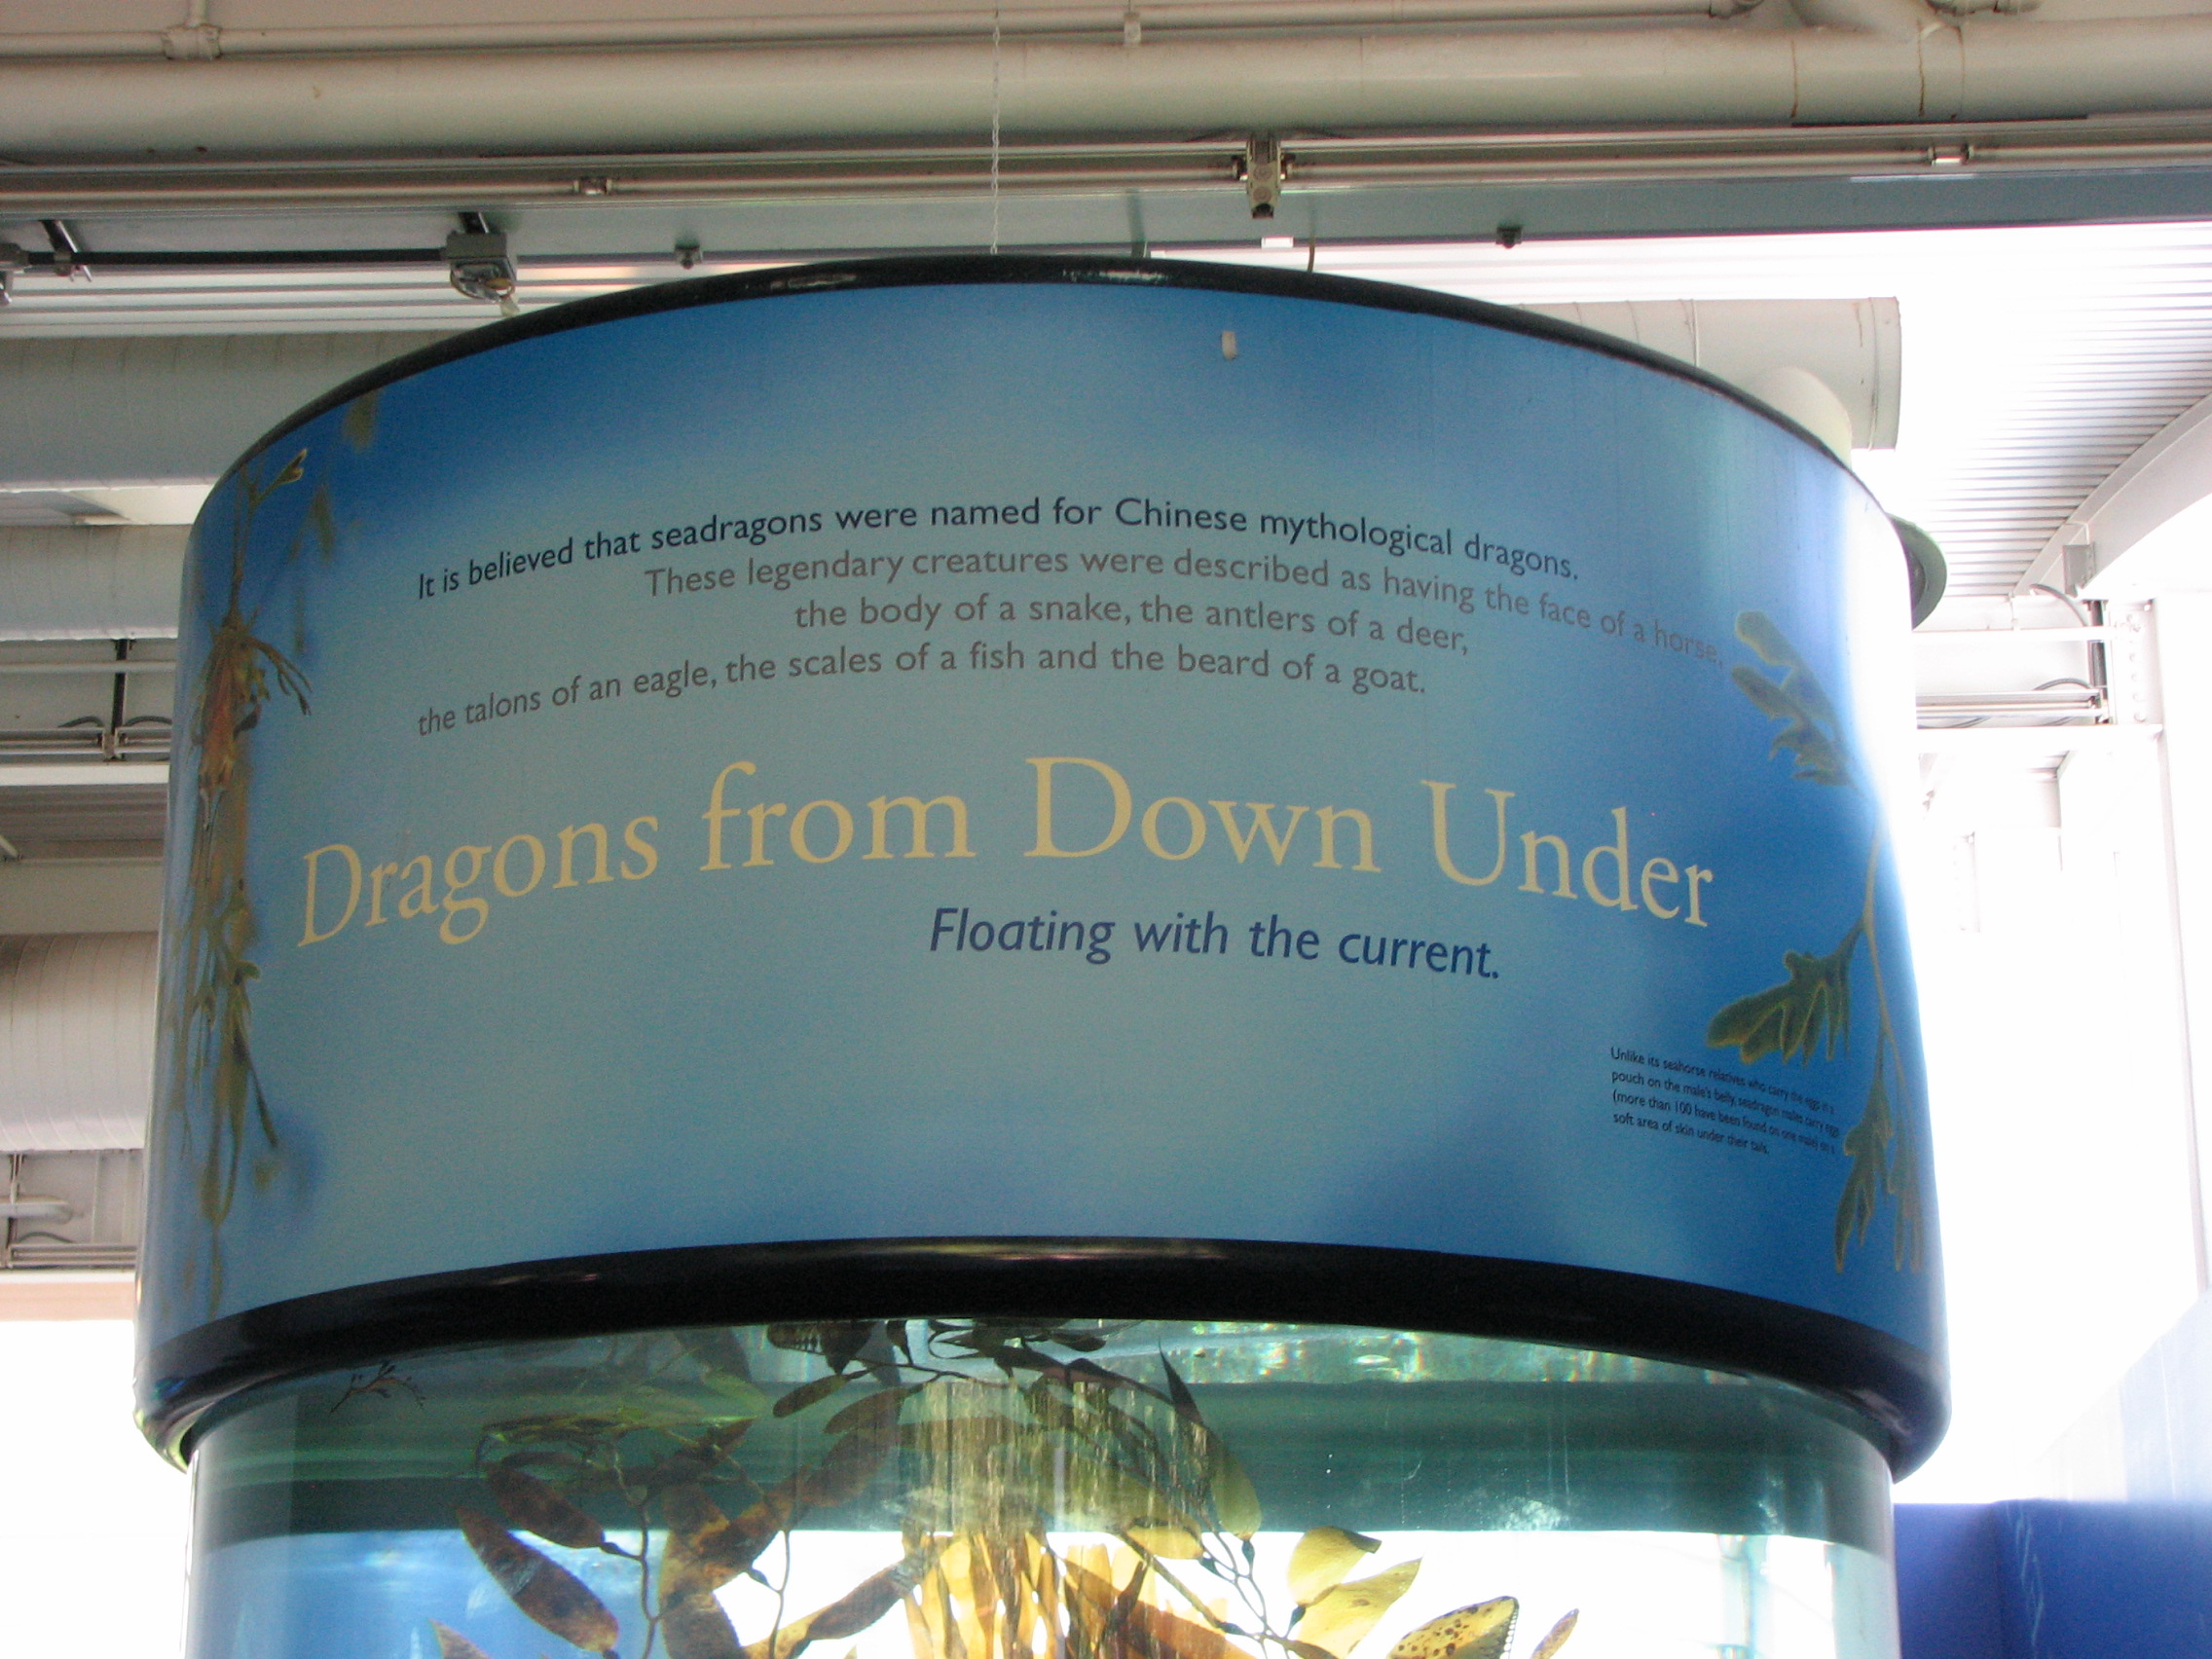 It is believed that seadragons were named for Chinese mythological dragons.
These legendary creatures were described as having the face of a horse,
the body of a snake, the antlers of a deer,
the talons of an eagle, the scales of a fish and the beard of a goat.
Dragons from Down Under
Floating with the current.
Unlike its seahorse relatives who carry the eggs in a
pouch on the male's belly, seadragon males carry eggs
(more than 100 have been found on one male) on a
soft area of skin under their tails.